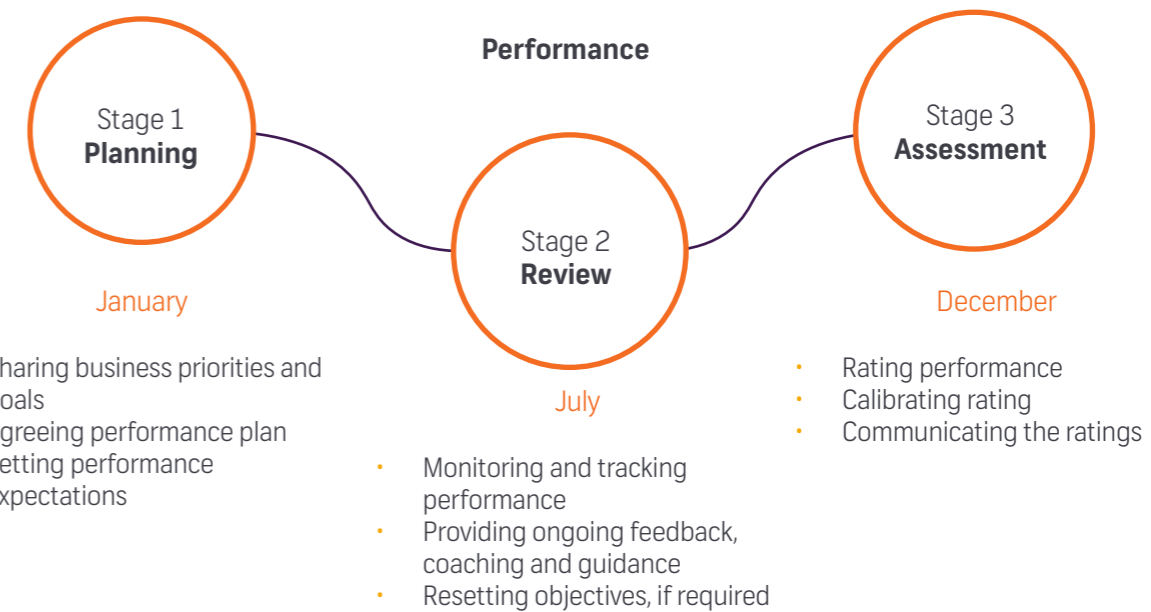 Performance
Stage 1
Planning
January
haring business priorities and
oals
greeing performance plan
etting performance
xpectations
Stage 2
Review
July
• Monitoring and tracking
performance
• Providing ongoing feedback,
coaching and guidance
• Resetting objectives, if required
Stage 3
Assessment
December
• Rating performance
• Calibrating rating
• Communicating the ratings